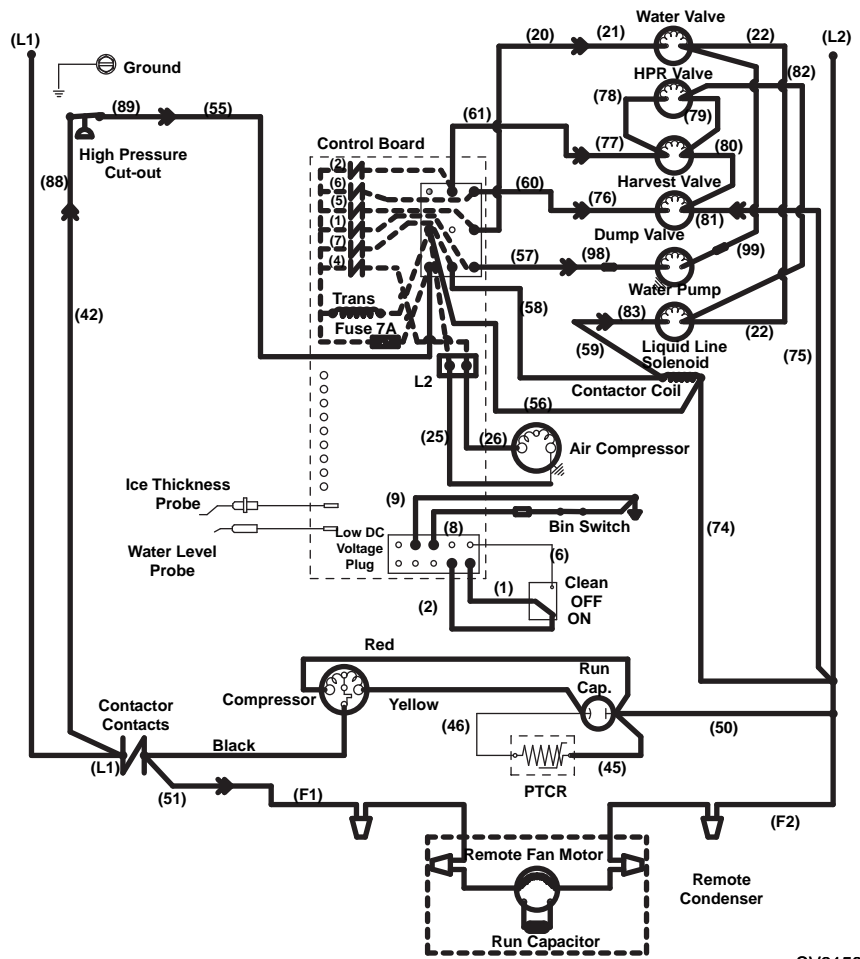 (L1)
Ground
(89)
(55)
High Pressure
Cut-out
(88)
(42)
Control Board
(2)
(6)
(5)
(1)
(7)
(4)
Trans
Fuse 7A
L2
(20)
(21)
Water Valve
(22)
(L2)
HPR Valve
(82)
(78)
(79)
(61)
(77)
(80)
Harvest Valve
(60)
(76)
(81)
Dump Valve
(57)
(98)
(99)
Water Pump
(58)
(83)
(22)
(59)
Liquid Line
Solenoid
(75)
Contactor Coil
(56)
(25)
(26)
Air Compressor
Ice Thickness
Probe
Water Level
Probe
(9)
(8)
Bin Switch
Low DC
Voltage
Plug
(6)
(74)
(1)
(2)
Clean
OFF
ON
Red
Run
Cap.
Compressor
Yellow
Contactor
Contacts
(46)
(50)
Black
(L1)
(45)
PTCR
(51)
(F1)
(F2)
Remote Fan Motor
Remote
Condenser
Run Capacitor